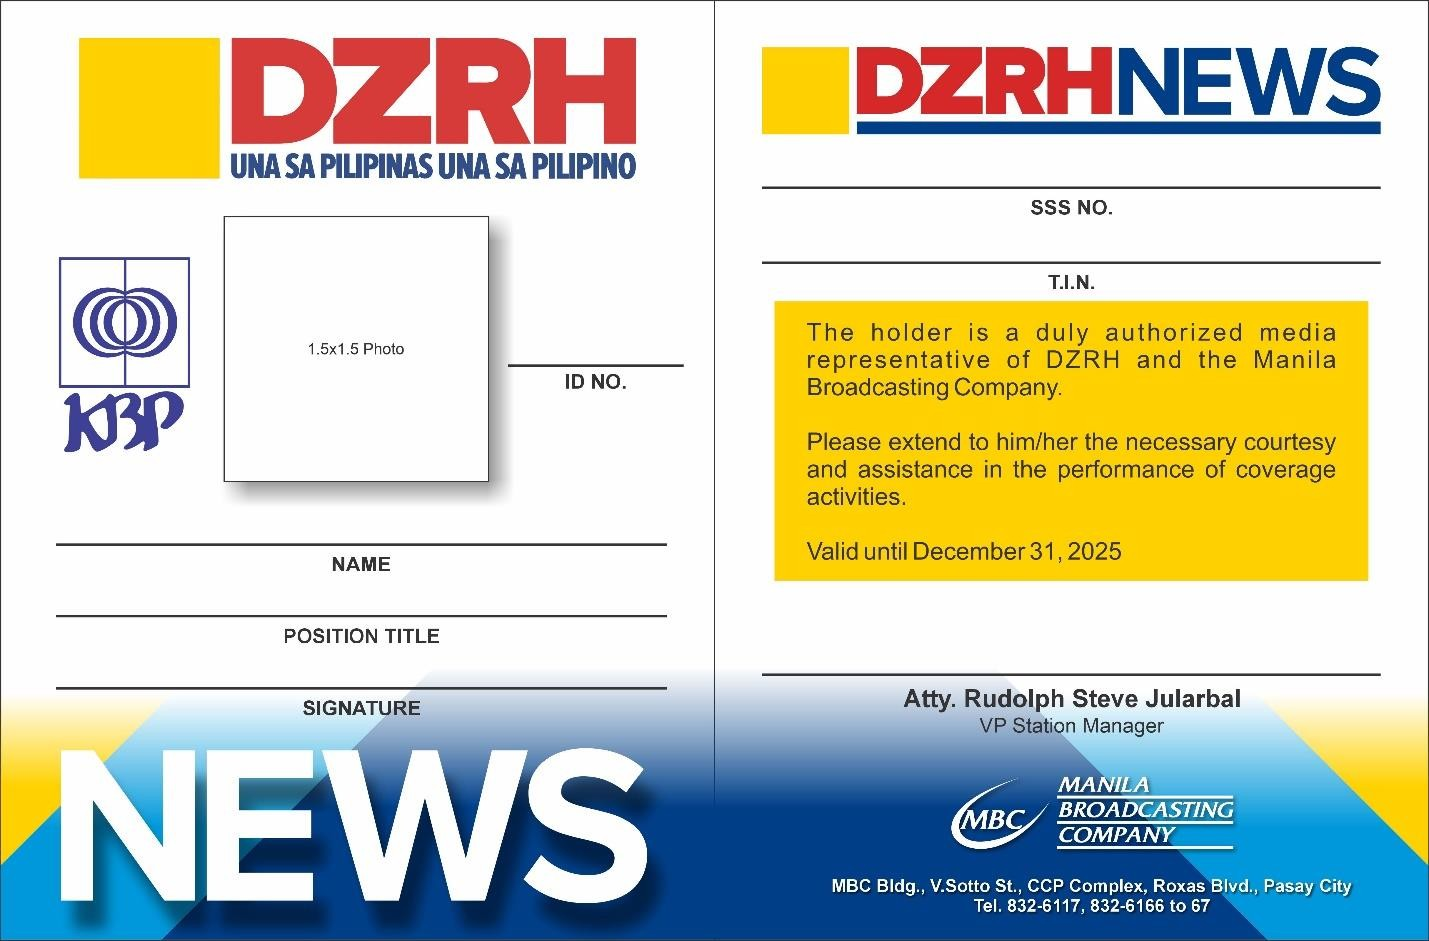 DZRH
UNA SA PILIPINAS UNA SA PILIPINO
KBP
1.5x1.5 Photo
ID NO.
NAME
POSITION TITLE
SIGNATURE
NEWS
DZRHNEWS
SSS NO.
T.I.N.
The holder is a duly authorized media
representative of DZRH and the Manila
Broadcasting Company.
Please extend to him/her the necessary courtesy
and assistance in the performance of coverage
activities.
Valid until December 31, 2025
Atty. Rudolph Steve Jularbal
VP Station Manager
MBC
MANILA
BROADCASTING
COMPANY
MBC Bldg., V.Sotto St., CCP Complex, Roxas Blvd., Pasay City
Tel. 832-6117, 832-6166 to 67